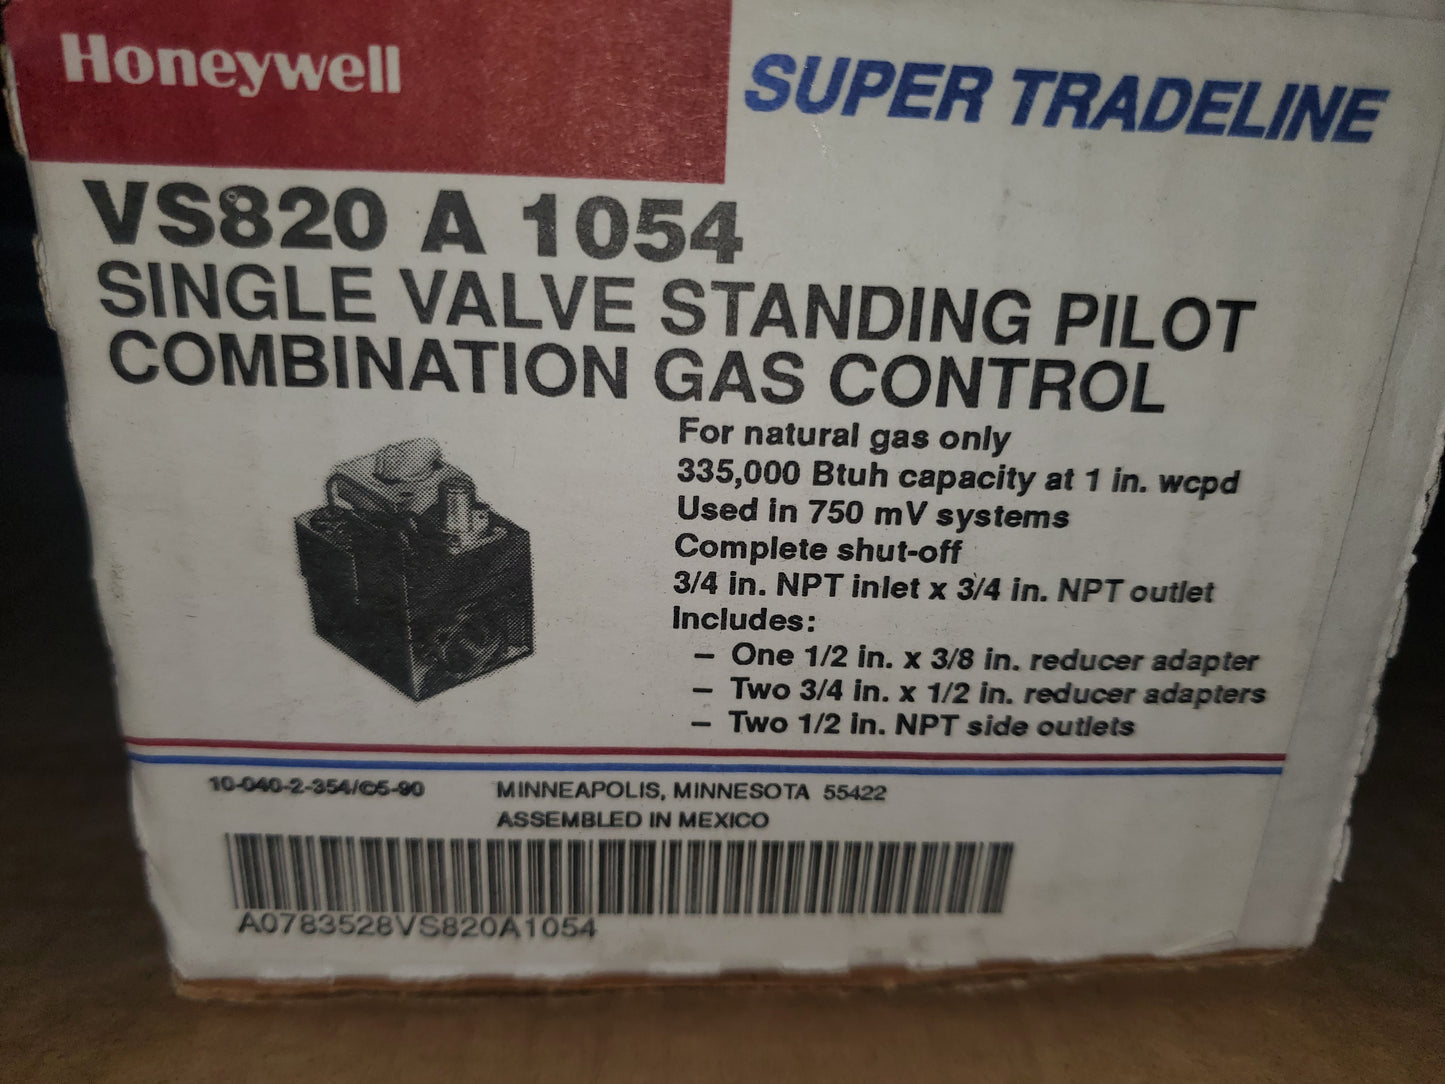 Honeywell
SUPER TRADELINE
VS820 A 1054
SINGLE VALVE STANDING PILOT
COMBINATION GAS CONTROL
For natural gas only
335,000 Btuh capacity at 1 in. wcpd
Used in 750 mV systems
Complete shut-off
3/4 in. NPT inlet x 3/4 in. NPT outlet
Includes:
– One 1/2 in. x 3/8 in. reducer adapter
– Two 3/4 in. x 1/2 in. reducer adapters
– Two 1/2 in. NPT side outlets
10-040-2-354/C5-90
MINNEAPOLIS, MINNESOTA 55422
ASSEMBLED IN MEXICO
A0783528VS820A1054